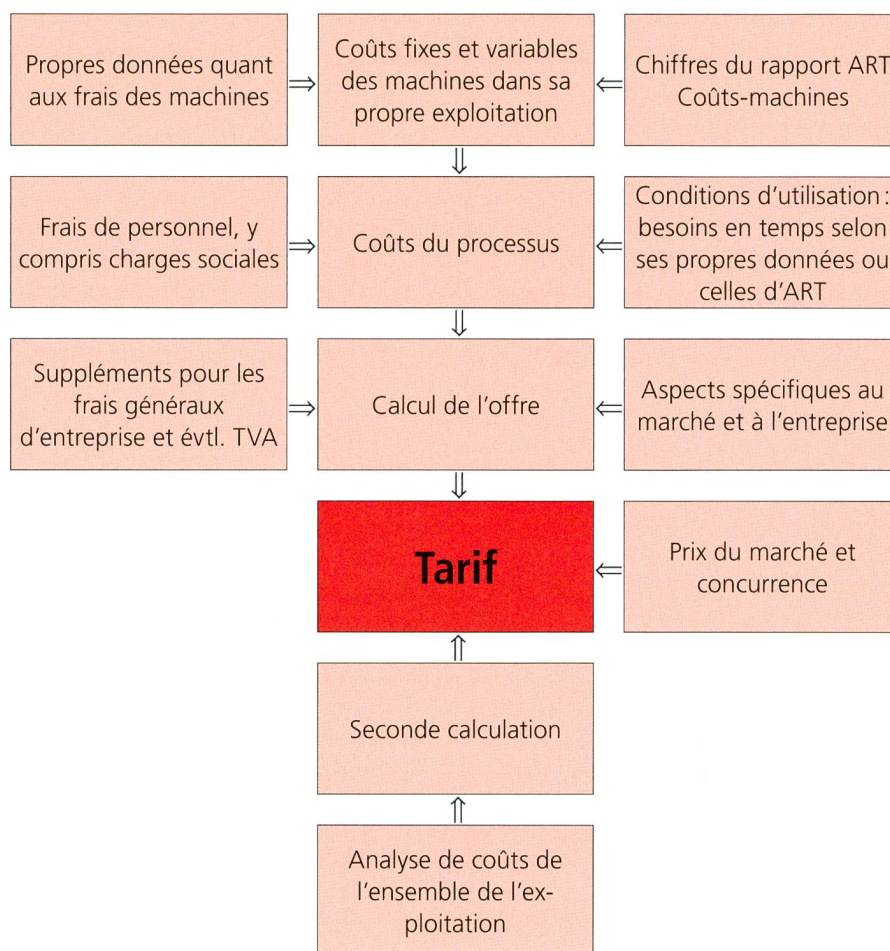 Propres données quant
aux frais des machines
Coûts fixes et variables
des machines dans sa
propre exploitation
Chiffres du rapport ART
Coûts-machines
Frais de personnel, y
compris charges sociales
Coûts du processus
Conditions d'utilisation :
besoins en temps selon
ses propres données ou
celles d'ART
Suppléments pour les
frais généraux
d'entreprise et évtl. TVA
Calcul de l'offre
Aspects spécifiques au
marché et à l'entreprise
Tarif
Prix du marché et
concurrence
Seconde calculation
Analyse de coûts de
l'ensemble de l'ex-
ploitation